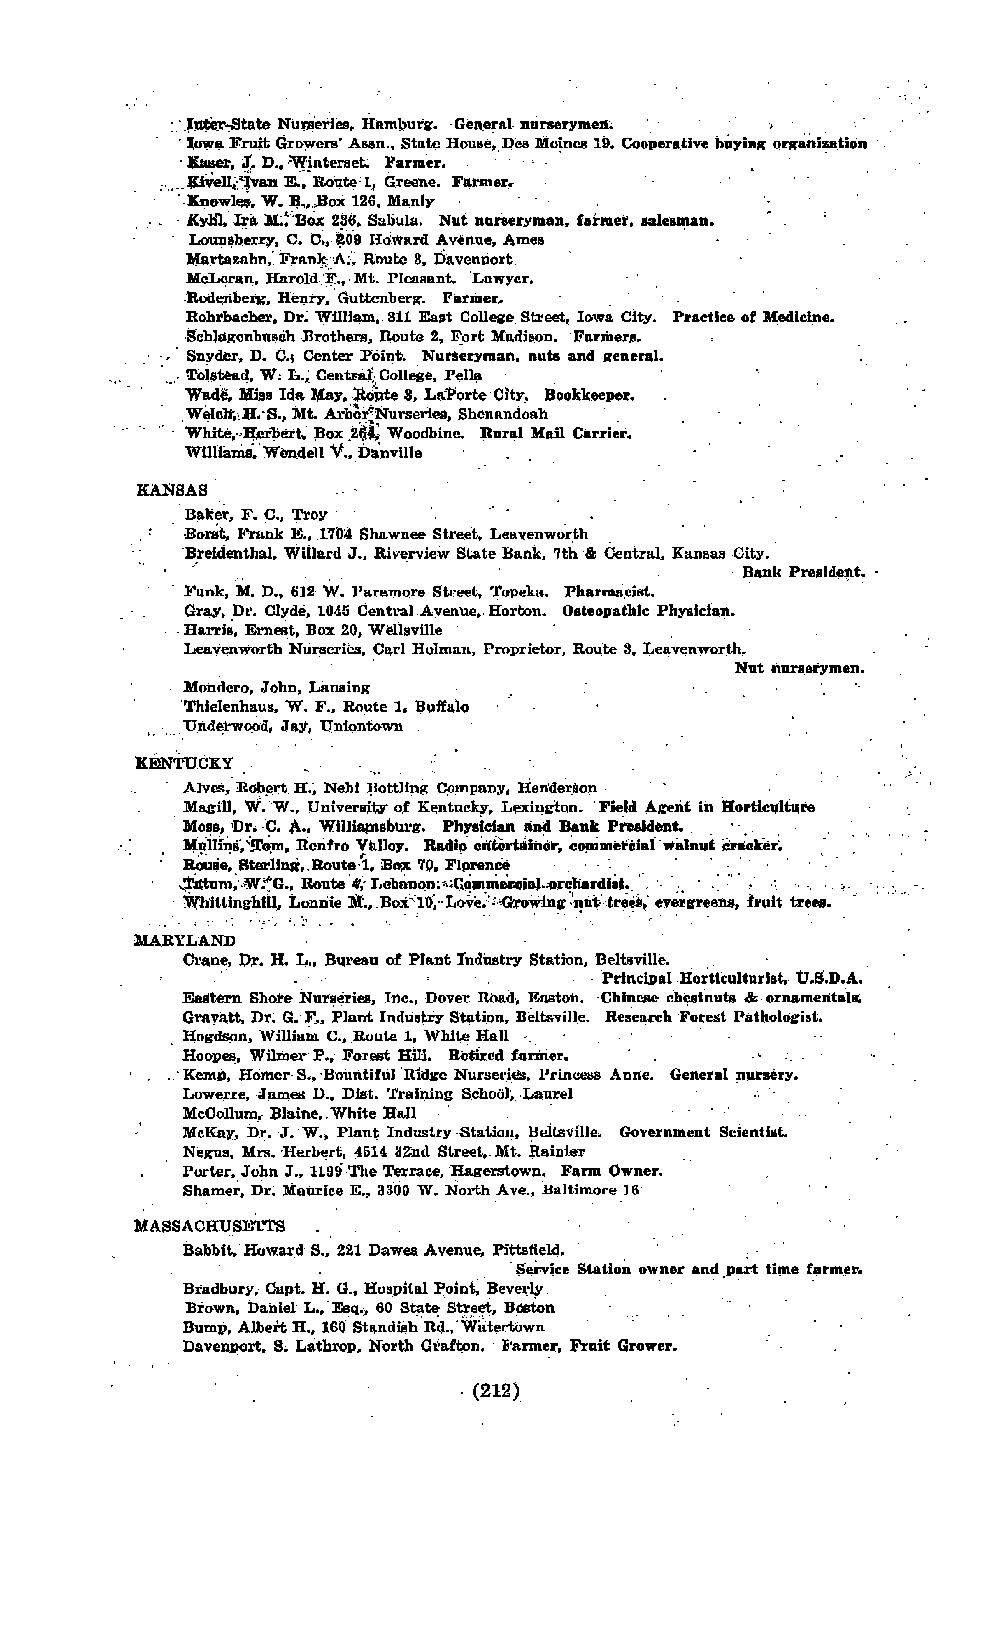 Inter-State Nurseries, Hamburg. General nurserymen.
Iowa Fruit Growers' Assn., State House, Des Moines 19. Cooperative buying organization
Kaser, J. D., Winterset. Farmer.
Kivell, Ivan E., Route 1, Greene. Farmer.
Knowles, W. B., Box 126, Manly
Kyhl, Ira M., Box 236, Sabula. Nut nurseryman, farmer, salesman.
Lounsberry, C. C., 209 Howard Avenue, Ames
Martazahn, Frank A., Route 3, Davenport
McLeran, Harold F., Mt. Pleasant. Lawyer.
Rodenberg, Henry, Guttenberg. Farmer.
Rohrbacher, Dr. William, 311 East College Street, Iowa City. Practice of Medicine.
Schlagenbusch Brothers, Route 2, Fort Madison. Farmers.
Snyder, D. C., Center Point. Nurseryman, nuts and general.
Tolstead, W. L., Central College, Pella
Wade, Miss Ida May, Route 3, LaPorte City. Bookkeeper.
Welch, H. S., Mt. Arbor Nurseries, Shenandoah
White, Herbert, Box 264, Woodbine. Rural Mail Carrier.
Williams, Wendell V., Danville
KANSAS
Baker, F. C., Troy
Borst, Frank E., 1704 Shawnee Street, Leavenworth
Breidenthal, Willard J., Riverview State Bank, 7th & Central, Kansas City.
Bank President.
Funk, M. D., 612 W. Paramore Street, Topeka. Pharmacist.
Gray, Dr. Clyde, 1045 Central Avenue, Horton. Osteopathic Physician.
Harris, Ernest, Box 20, Wellsville
Leavenworth Nurseries, Carl Holman, Proprietor, Route 3, Leavenworth.
Nut nurserymen.
Mondero, John, Lansing
Thielenhaus, W. F., Route 1, Buffalo
Underwood, Jay, Uniontown
KENTUCKY
Alves, Robert H., Nehi Bottling Company, Henderson
Magill, W. W., University of Kentucky, Lexington. Field Agent in Horticulture
Moss, Dr. C. A., Williamsburg. Physician and Bank President.
Mullins, Tom, Renfro Valley. Radio entertainer, commercial walnut cracker.
Rouse, Sterling, Route 1, Box 70, Florence
Tatum, W. G., Route 4, Lebanon. Commercial orchardist.
Whittinghill, Lonnie M., Box 10, Love. Growing nut trees, evergreens, fruit trees.
MARYLAND
Crane, Dr. H. L., Bureau of Plant Industry Station, Beltsville.
Principal Horticulturist, U.S.D.A.
Eastern Shore Nurseries, Inc., Dover Road, Easton. Chinese chestnuts & ornamentals.
Gravatt, Dr. G. F., Plant Industry Station, Beltsville. Research Forest Pathologist.
Hogdson, William C., Route 1, White Hall
Hoopes, Wilmer P., Forest Hill. Retired farmer.
Kemp, Homer S., Bountiful Ridge Nurseries, Princess Anne. General nursery.
Lowerre, James D., Dist. Training School, Laurel
McCollum, Blaine, White Hall
McKay, Dr. J. W., Plant Industry Station, Beltsville. Government Scientist.
Negus, Mrs. Herbert, 4514 32nd Street, Mt. Rainier
Porter, John J., 1199 The Terrace, Hagerstown. Farm Owner.
Shamer, Dr. Maurice E., 3300 W. North Ave., Baltimore 16
MASSACHUSETTS
Babbit, Howard S., 221 Dawes Avenue, Pittsfield.
Service Station owner and part time farmer.
Bradbury, Capt. H. G., Hospital Point, Beverly
Brown, Daniel L., Esq., 60 State Street, Boston
Bump, Albert H., 160 Standish Rd., Watertown
Davenport, S. Lathrop, North Grafton. Farmer, Fruit Grower.
(212)